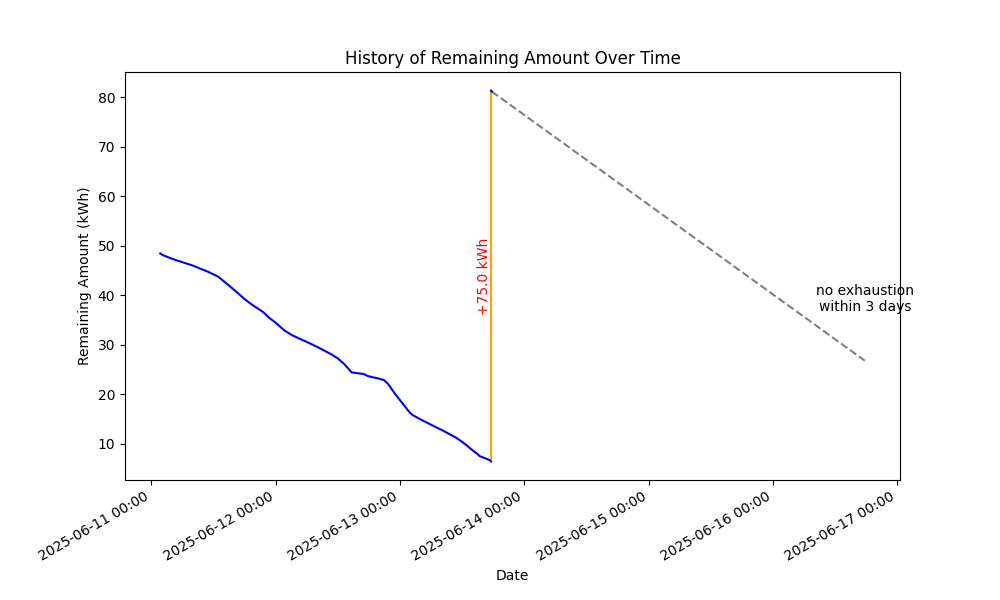 History of Remaining Amount Over Time
Remaining Amount (kWh)
80
70
60
50
40
30
20
10
+75.0 kWh
no exhaustion
within 3 days
2025-06-11 00:00
2025-06-12 00:00
2025-06-13 00:00
2025-06-14 00:00
2025-06-15 00:00
2025-06-16 00:00
2025-06-17 00:00
Date